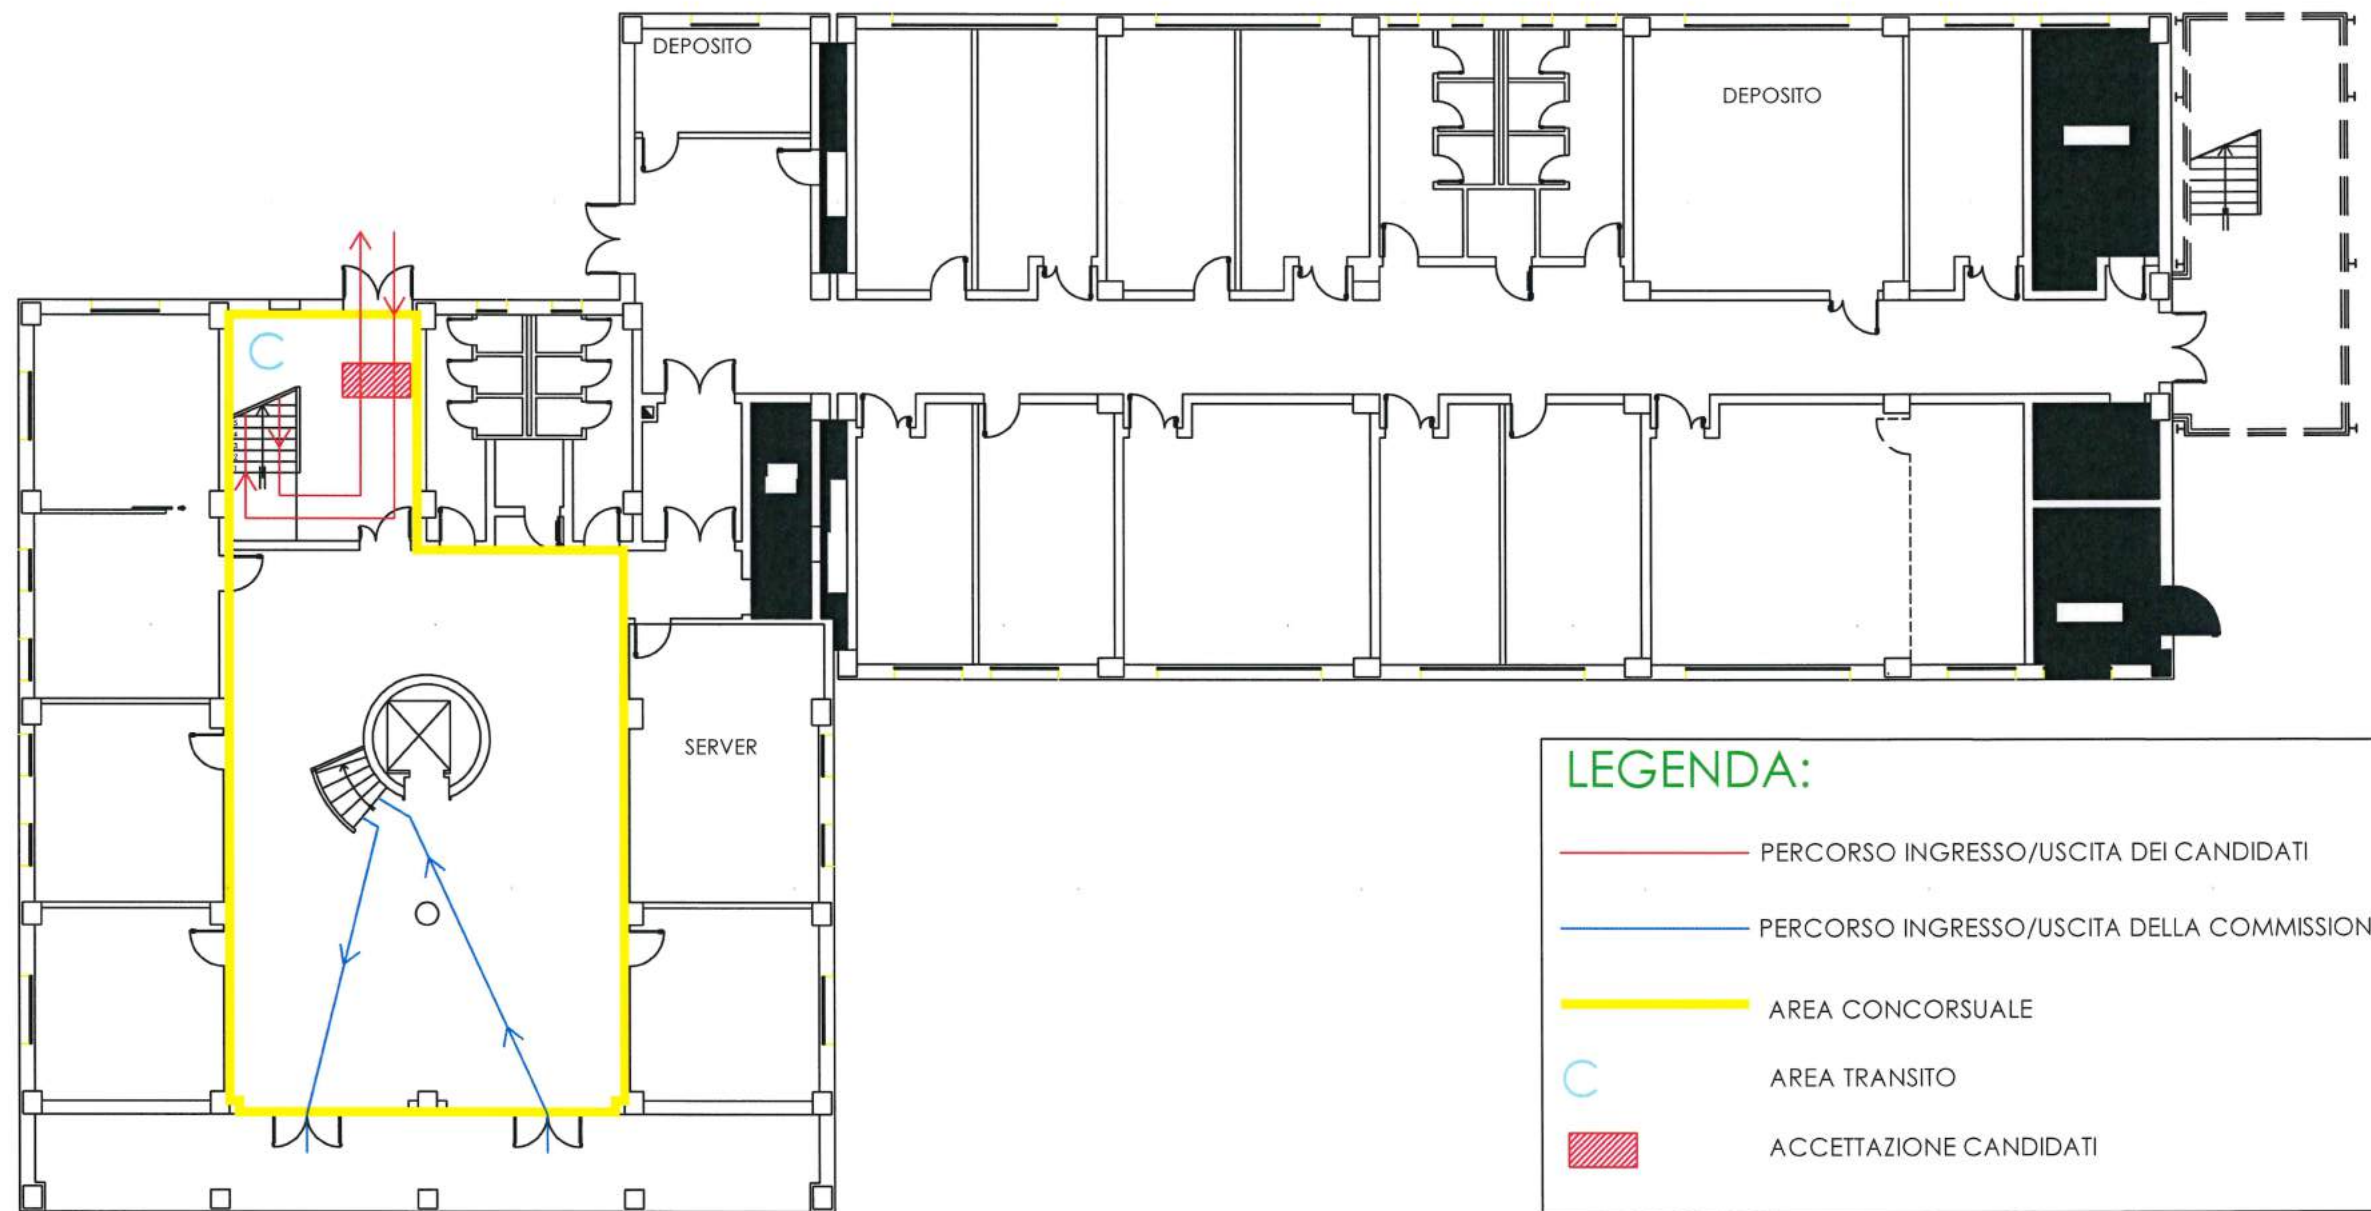 DEPOSITO
DEPOSITO
C
SERVER
LEGENDA:
PERCORSO INGRESSO/USCITA DEI CANDIDATI
PERCORSO INGRESSO/USCITA DELLA COMMISSION
AREA CONCORSUALE
C AREA TRANSITO
ACCETTAZIONE CANDIDATI